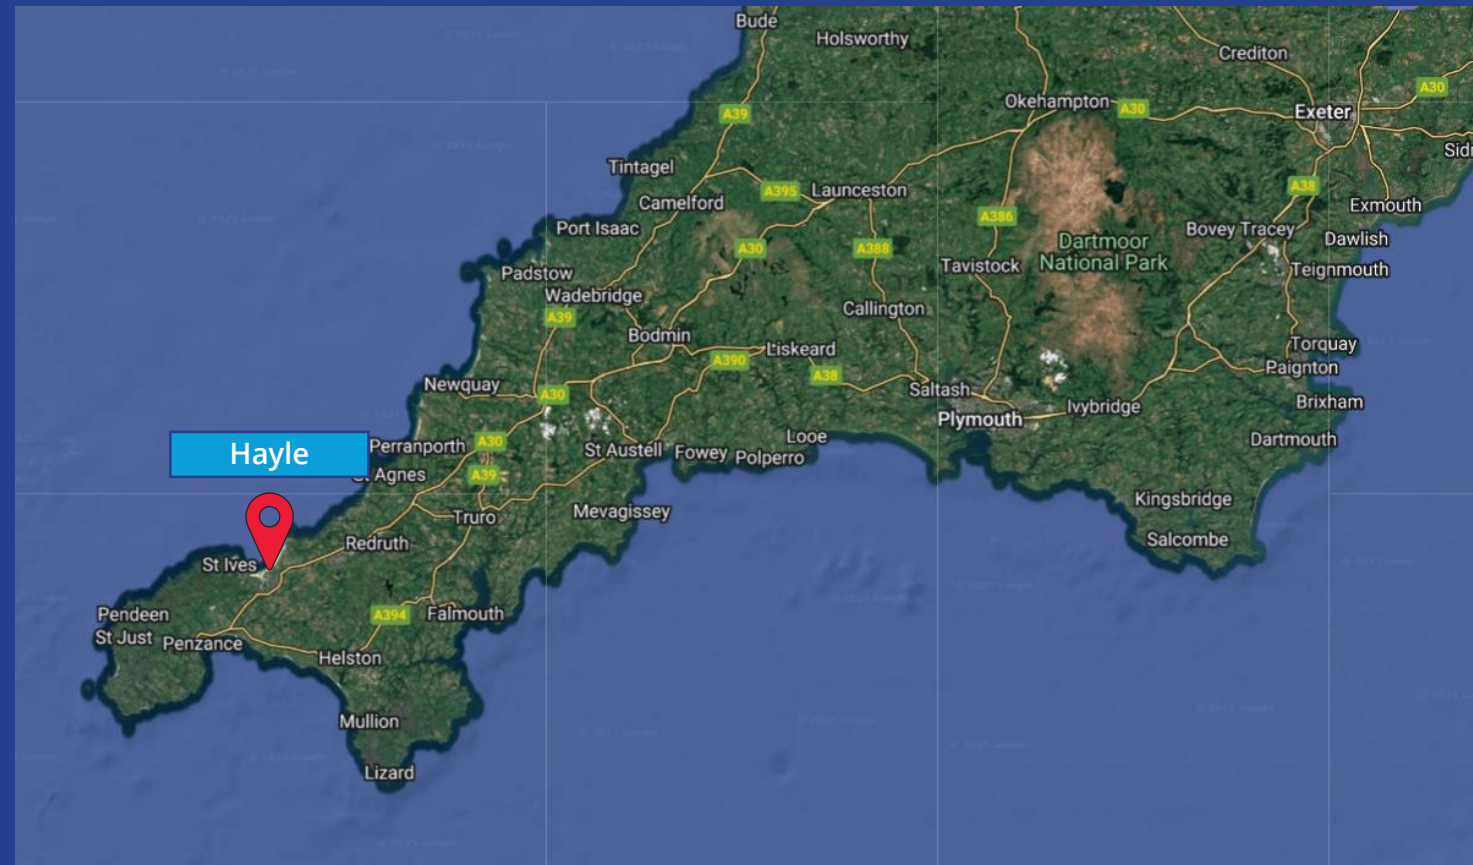 Bude
Holsworthy
Crediton
A30
Okehampton
A30
Exeter
A39
Tintagel
A395
Launceston
A38
Camelford
Exmouth
A386
Port Isaac
Bovey Tracey
Dawlish
A30
A388
Dartmoor
National Park
Tavistock
Teignmouth
Padstow
Wadebridge
Callington
A39
Bodmin
Liskeard
Torquay
A390
Paignton
A38
Newquay
Saltash
A30
Ivybridge
Brixham
Plymouth
Looe
Dartmouth
Perranporth
A30
St Austell
Fowey
Polperro
Hayle
Agnes
A39
Kingsbridge
Truro
Mevagissey
Redruth
Salcombe
St Ives
Pendeen
A394
Falmouth
St Just
Penzance
Helston
Mullion
Lizard